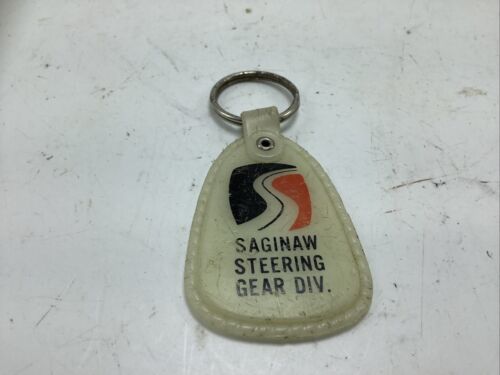 SAGINAW
STEERING
GEAR DIV.